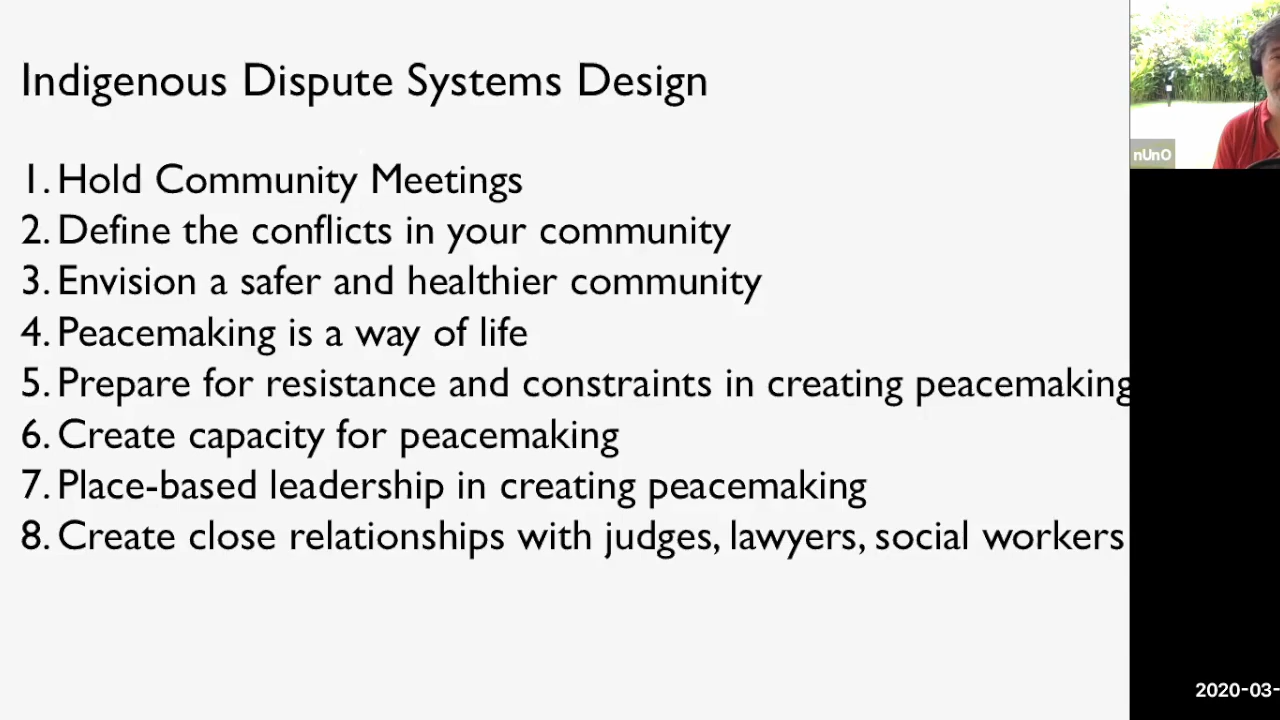 Indigenous Dispute Systems Design
1. Hold Community Meetings
2. Define the conflicts in your community
3. Envision a safer and healthier community
4. Peacemaking is a way of life
5. Prepare for resistance and constraints in creating peacemaking
6. Create capacity for peacemaking
7. Place-based leadership in creating peacemaking
8. Create close relationships with judges, lawyers, social workers
nUnO
2020-03-